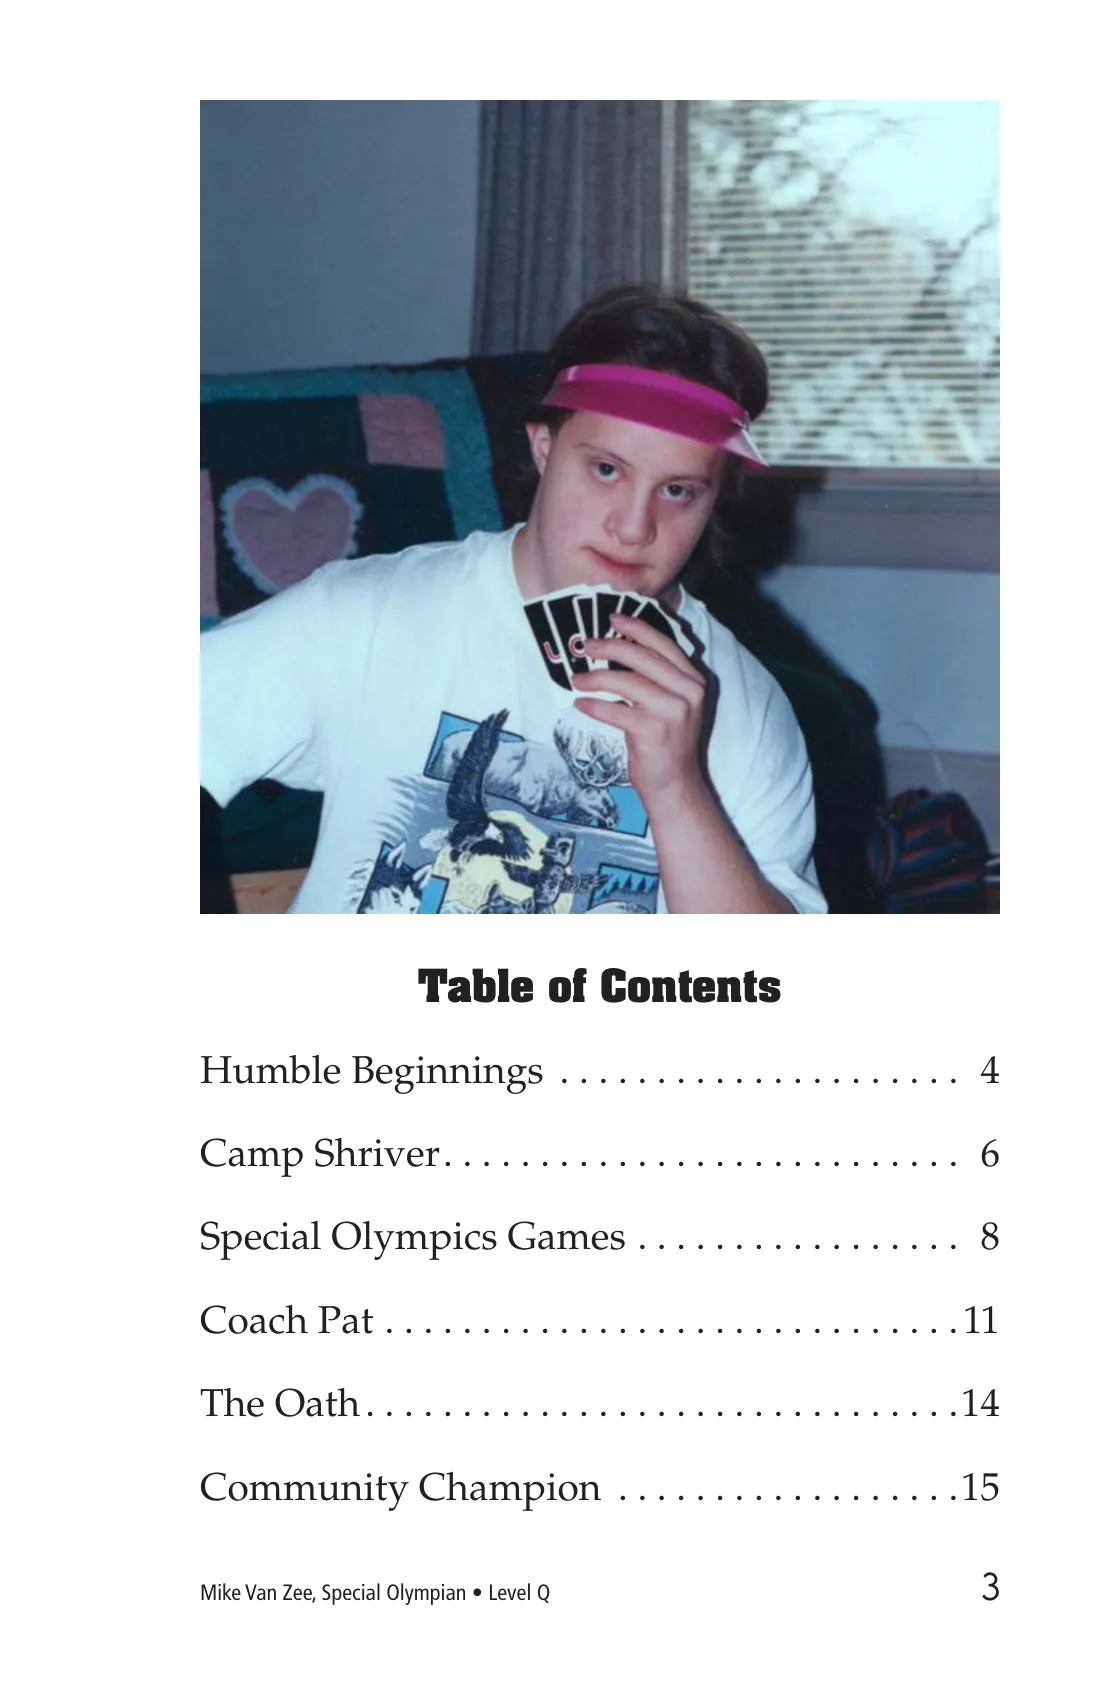 Table of Contents
Humble Beginnings . . . . . . . . . . . . . . . . . . . . . 4
Camp Shriver. . . . . . . . . . . . . . . . . . . . . . . . . . . 6
Special Olympics Games . . . . . . . . . . . . . . . . . 8
Coach Pat . . . . . . . . . . . . . . . . . . . . . . . . . . . . . . 11
The Oath . . . . . . . . . . . . . . . . . . . . . . . . . . . . . . . 14
Community Champion . . . . . . . . . . . . . . . . . . 15
Mike Van Zee, Special Olympian • Level Q 3